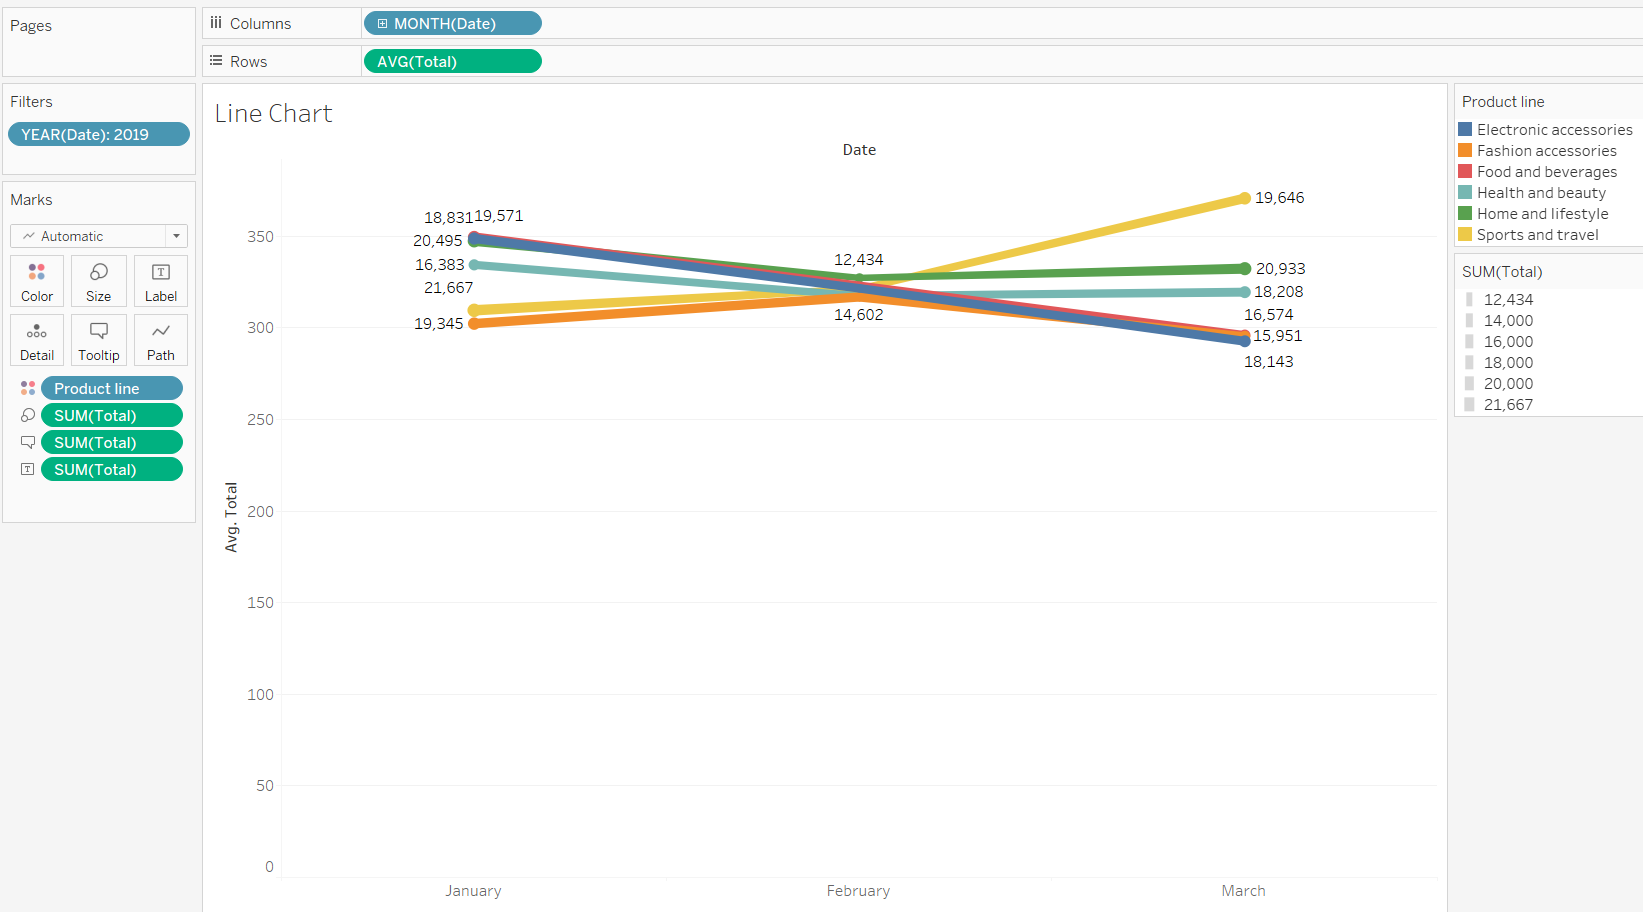 Pages
Columns
MONTH(Date)
Rows
AVG(Total)
Filters
YEAR(Date): 2019
Marks
Automatic
Color
Size
Label
Detail
Tooltip
Path
Product line
SUM(Total)
SUM(Total)
SUM(Total)
Line Chart
Date
Avg. Total
350
300
250
200
150
100
50
0
18,831
19,571
20,495
16,383
21,667
19,345
12,434
14,602
19,646
20,933
18,208
16,574
15,951
18,143
January
February
March
Product line
Electronic accessories
Fashion accessories
Food and beverages
Health and beauty
Home and lifestyle
Sports and travel
SUM(Total)
12,434
14,000
16,000
18,000
20,000
21,667